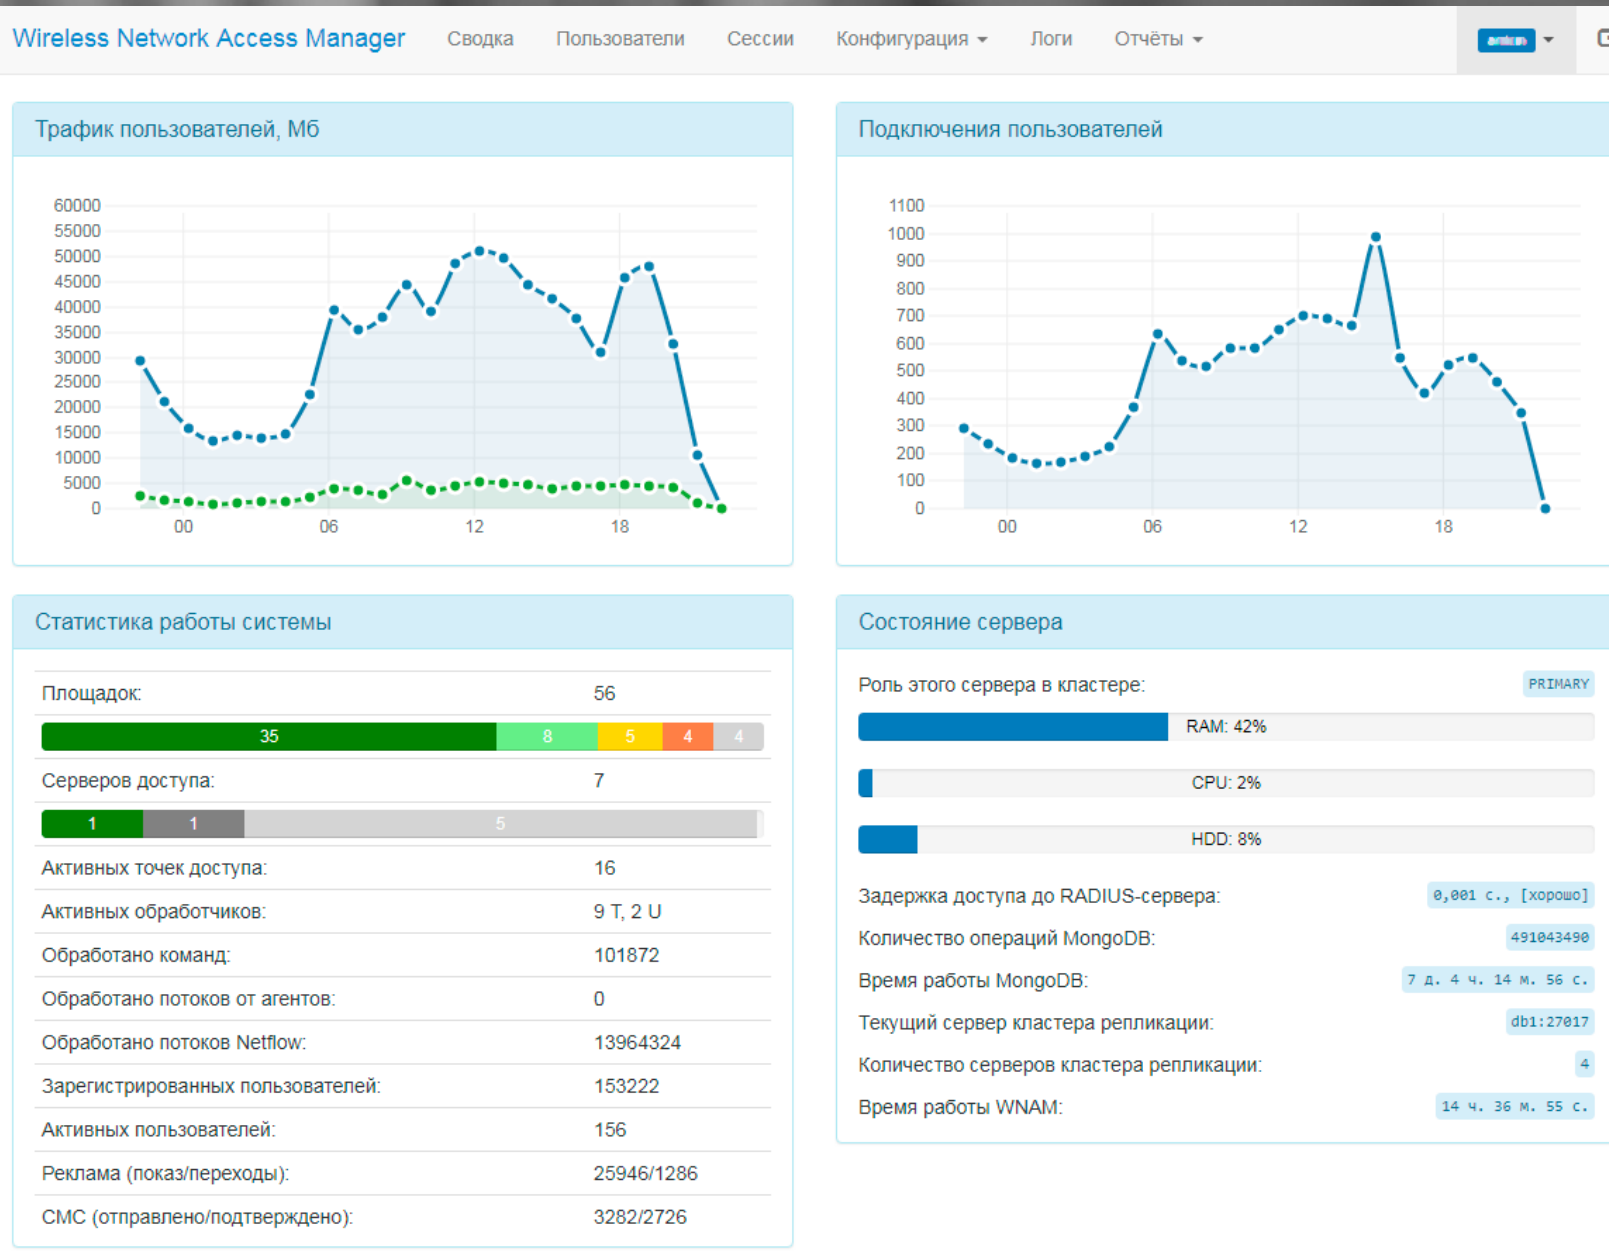 Wireless Network Access Manager Сводка Пользователи Сессии Конфигурация Логи Отчёты
Трафик пользователей, Мб
60000
55000
50000
45000
40000
35000
30000
25000
20000
15000
10000
5000
0
00 06 12 18
Подключения пользователей
1100
1000
900
800
700
600
500
400
300
200
100
0
00 06 12 18
Статистика работы системы
Площадок: 56
35 8 5 4 4
Серверов доступа: 7
1 1 5
Активных точек доступа: 16
Активных обработчиков: 9 T, 2 U
Обработано команд: 101872
Обработано потоков от агентов: 0
Обработано потоков Netflow: 13964324
Зарегистрированных пользователей: 153222
Активных пользователей: 156
Реклама (показ/переходы): 25946/1286
СМС (отправлено/подтверждено): 3282/2726
Состояние сервера
Роль этого сервера в кластере: PRIMARY
RAM: 42%
CPU: 2%
HDD: 8%
Задержка доступа до RADIUS-сервера: 0,001 с., [хорошо]
Количество операций MongoDB: 491043490
Время работы MongoDB: 7 д. 4 ч. 14 м. 56 с.
Текущий сервер кластера репликации: db1:27017
Количество серверов кластера репликации: 4
Время работы WNAM: 14 ч. 36 м. 55 с.